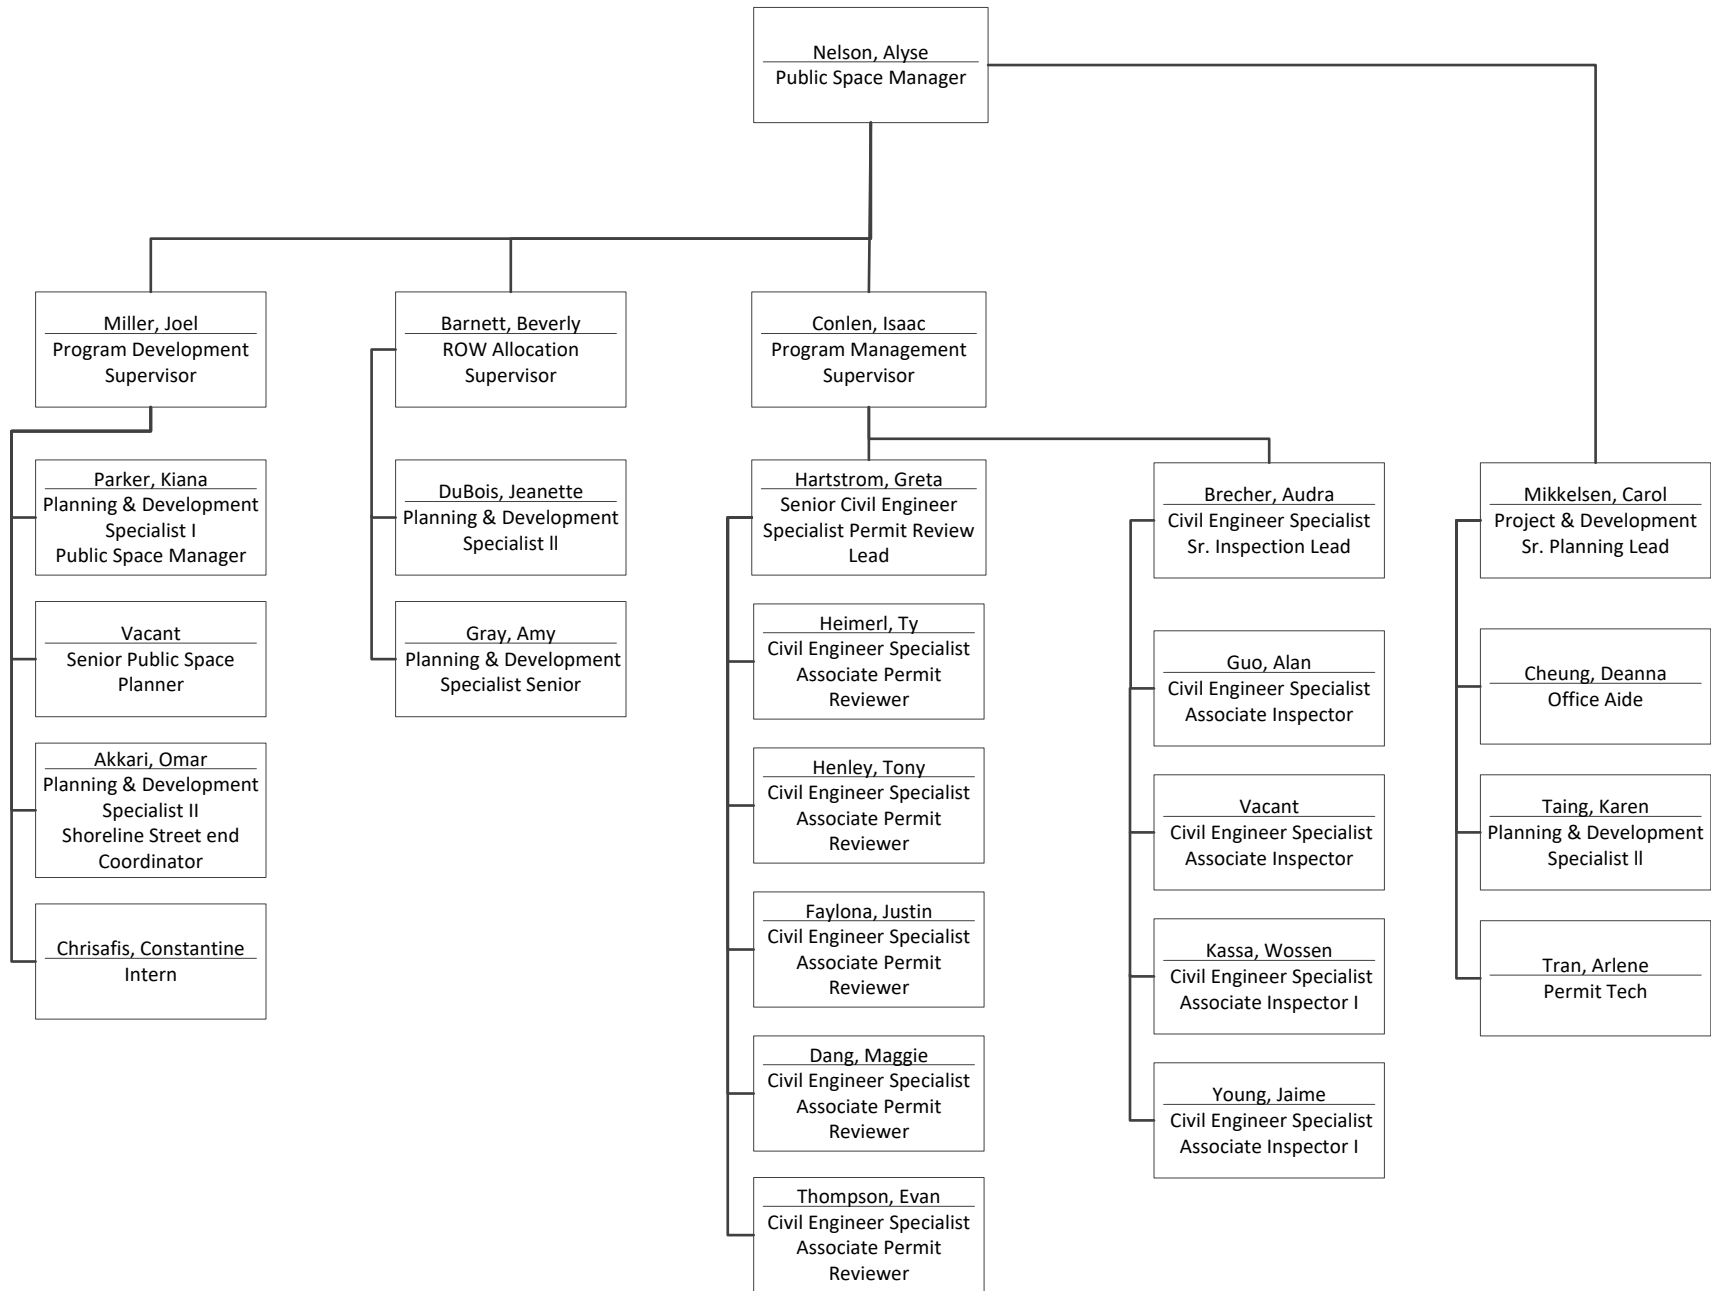 Nelson, Alyse
Public Space Manager
Miller, Joel
Program Development
Supervisor
Barnett, Beverly
ROW Allocation
Supervisor
Conlen, Isaac
Program Management
Supervisor
Parker, Kiana
Planning & Development
Specialist I
Public Space Manager
Vacant
Senior Public Space
Planner
Akkari, Omar
Planning & Development
Specialist II
Shoreline Street end
Coordinator
Chrisafis, Constantine
Intern
DuBois, Jeanette
Planning & Development
Specialist ll
Gray, Amy
Planning & Development
Specialist Senior
Hartstrom, Greta
Senior Civil Engineer
Specialist Permit Review
Lead
Heimerl, Ty
Civil Engineer Specialist
Associate Permit
Reviewer
Henley, Tony
Civil Engineer Specialist
Associate Permit
Reviewer
Faylona, Justin
Civil Engineer Specialist
Associate Permit
Reviewer
Dang, Maggie
Civil Engineer Specialist
Associate Permit
Reviewer
Thompson, Evan
Civil Engineer Specialist
Associate Permit
Reviewer
Brecher, Audra
Civil Engineer Specialist
Sr. Inspection Lead
Guo, Alan
Civil Engineer Specialist
Associate Inspector
Vacant
Civil Engineer Specialist
Associate Inspector
Kassa, Wossen
Civil Engineer Specialist
Associate Inspector I
Young, Jaime
Civil Engineer Specialist
Associate Inspector I
Mikkelsen, Carol
Project & Development
Sr. Planning Lead
Cheung, Deanna
Office Aide
Taing, Karen
Planning & Development
Specialist ll
Tran, Arlene
Permit Tech